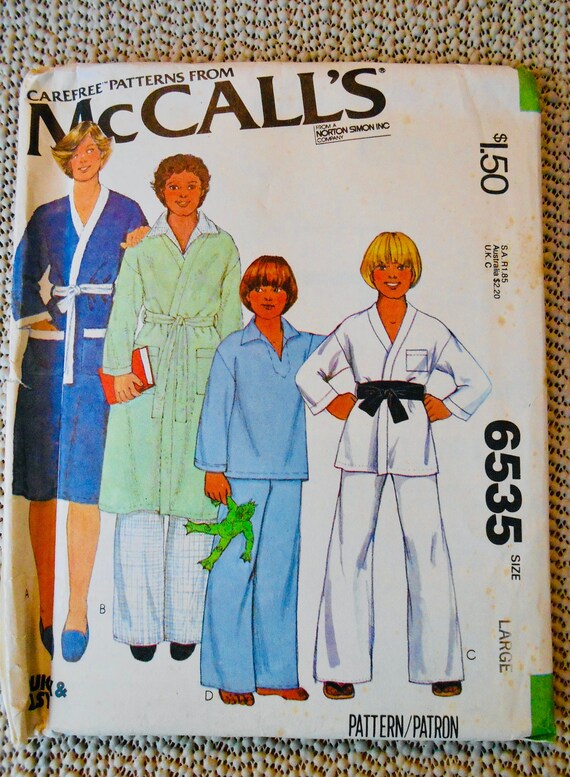 CAREFREE™ PATTERNS FROM
McCALL'S®
FROM A
NORTON SIMON INC
COMPANY
$1.50
S.A. R1.85
Australia $2.20
U.K. C
6535
SIZE
LARGE
A
B
C
D
&
PATTERN/PATRON